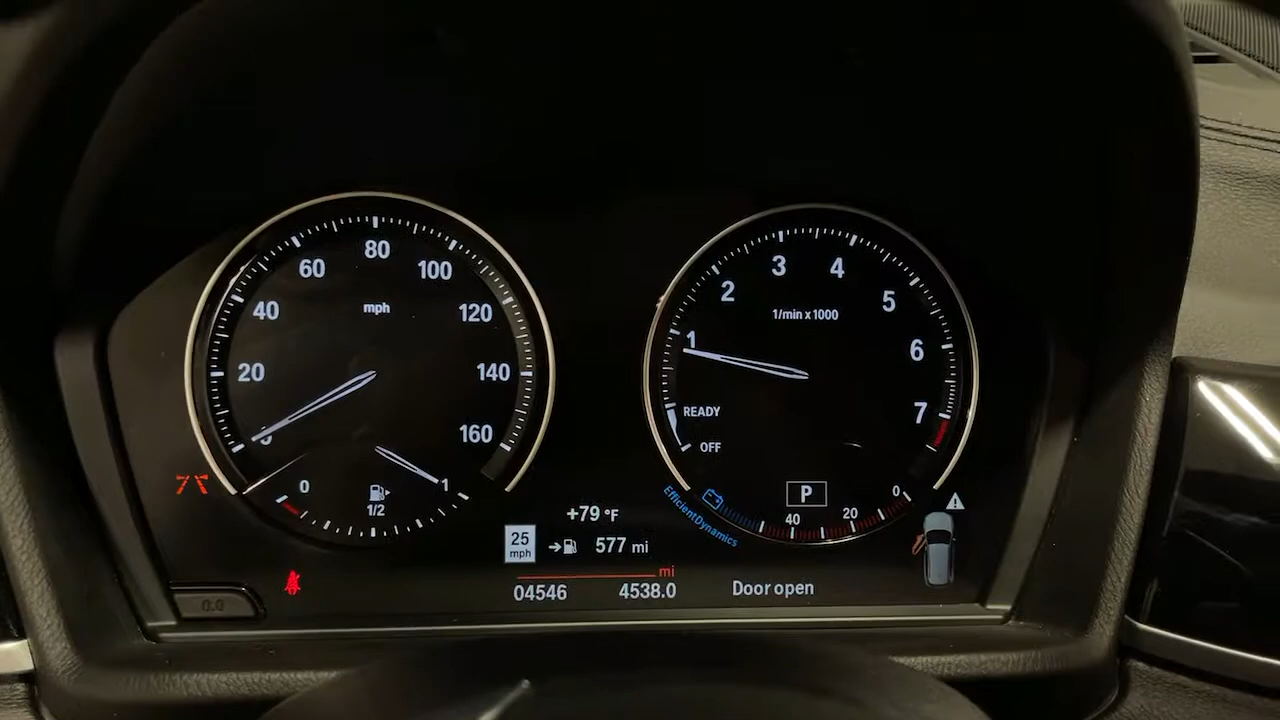 80
60
100
40
mph
120
20
140
160
0
1
1/2
3
4
2
5
1/min x 1000
1
6
READY
7
OFF
P
0
20
40
EfficientDynamics
+79 °F
25
mph
577 mi
mi
04546
4538.0
Door open
0:0